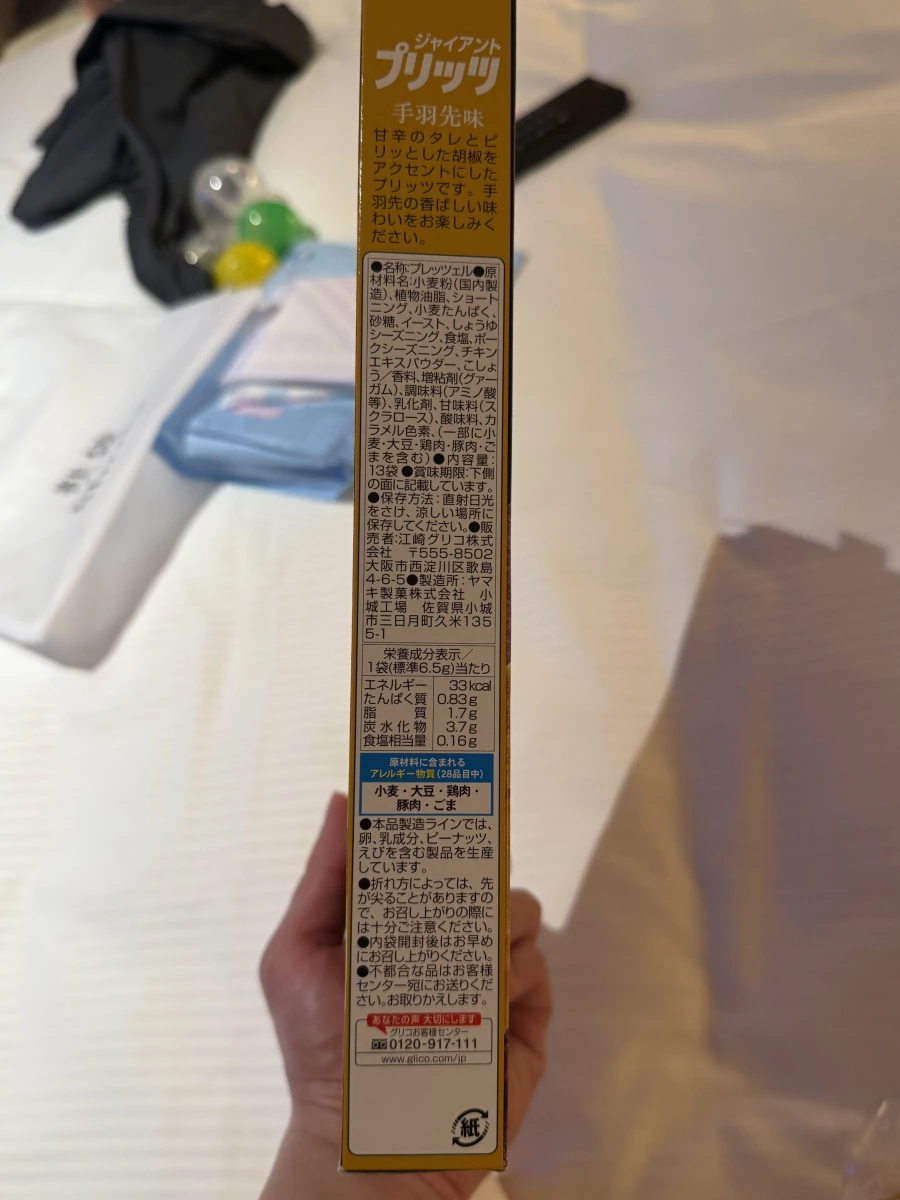 ジャイアント
プリッツ
手羽先味
甘辛のタレとピ
リッとした胡椒を
アクセントにした
プリッツです。手
羽先の香ばしい味
わいをお楽しみく
ださい。
●名称:プレッツェル●原
材料名:小麦粉(国内製
造)、植物油脂、ショート
ニング、小麦たんぱく、
砂糖、イースト、しょうゆ
シーズニング、食塩、ポー
クシーズニング、チキン
エキスパウダー、こしょ
う/香料、増粘剤(グァー
ガム)、調味料(アミノ酸
等)、乳化剤、甘味料(ス
クラロース)、酸味料、カ
ラメル色素、(一部に小
麦・大豆・鶏肉・豚肉・ご
まを含む)●内容量:
13袋●賞味期限:下側
の面に記載しています。
●保存方法:直射日光
をさけ、涼しい場所に
保存してください。●販
売者:江崎グリコ株式
会社 〒555-8502
大阪市西淀川区歌島
4-6-5●製造所:ヤマ
キ製菓株式会社 小
城工場 佐賀県小城
市三日月町久米135
5-1
栄養成分表示/
1袋(標準6.5g)当たり
エネルギー 33kcal
たんぱく質 0.83g
脂質 1.7g
炭水化物 3.7g
食塩相当量 0.16g
原材料に含まれる
アレルギー物質(28品目中)
小麦・大豆・鶏肉・
豚肉・ごま
●本品製造ラインでは、
卵、乳成分、ピーナッツ、
えびを含む製品を生産
しています。
●折れ方によっては、先
が尖ることがありますの
で、お召し上がりの際に
は十分ご注意ください。
●内袋開封後はお早め
にお召し上がりください。
●不都合な品はお客様
センター宛にお送りくだ
さい。お取りかえします。
あなたの声 大切にします
グリコお客様センター
0120-917-111
www.glico.com/jp
紙